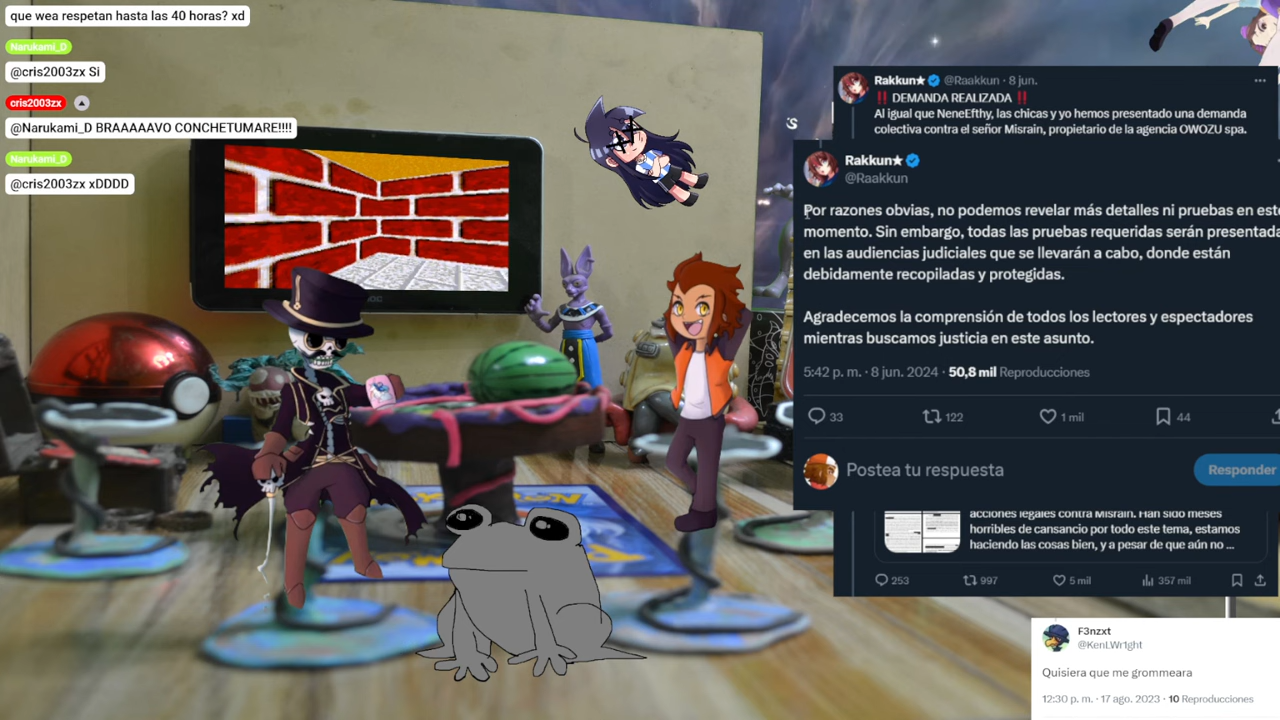 que wea respetan hasta las 40 horas? xd
Narukami_D
@cris2003zx Si
cris2003zx
@Narukami_D BRAAAAAVO CONCHETUMARE!!!!
Narukami_D
@cris2003zx xDDDD
Rakkun★ @Raakkun · 8 jun.
‼️ DEMANDA REALIZADA ‼️
Al igual que NeneEfthy, las chicas y yo hemos presentado una demanda
colectiva contra el señor Misrain, propietario de la agencia OWOZU spa.
Rakkun★
@Raakkun
Por razones obvias, no podemos revelar más detalles ni pruebas en este
momento. Sin embargo, todas las pruebas requeridas serán presentada
en las audiencias judiciales que se llevarán a cabo, donde están
debidamente recopiladas y protegidas.
Agradecemos la comprensión de todos los lectores y espectadores
mientras buscamos justicia en este asunto.
5:42 p. m. · 8 jun. 2024 · 50,8 mil Reproducciones
33 122 1 mil 44
Postea tu respuesta
Responder
acciones legales contra Misrain. Han sido meses
horribles de cansancio por todo este tema, estamos
haciendo las cosas bien, y a pesar de que aún no ...
253 997 5 mil 357 mil
F3nzxt
@KenLWr1ght
Quisiera que me grommeara
12:30 p. m. · 17 ago. 2023 · 10 Reproducciones